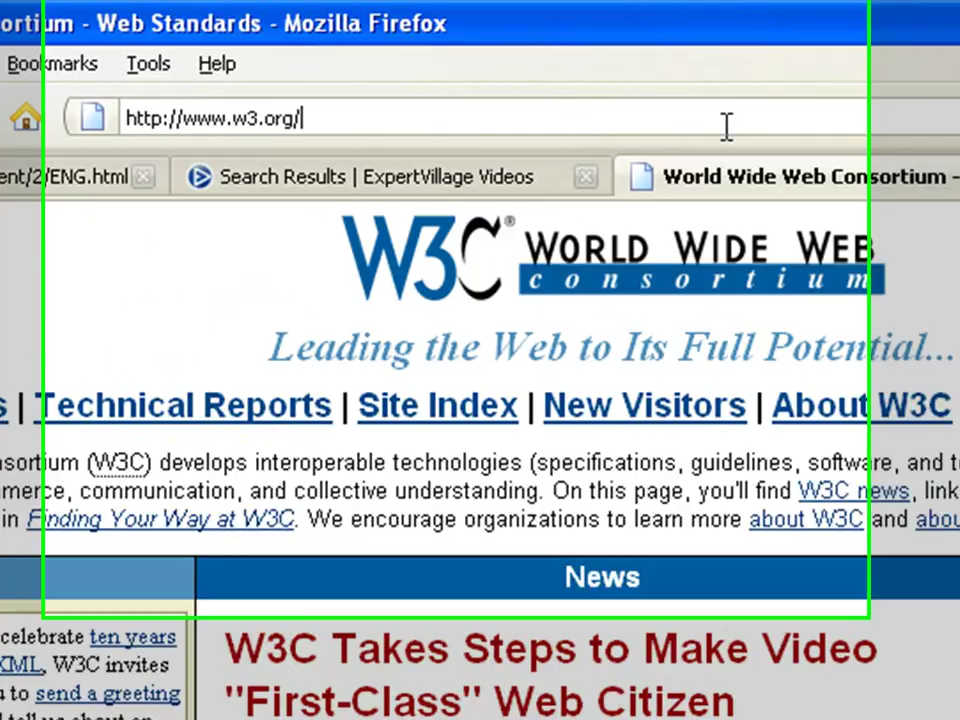 ortium - Web Standards - Mozilla Firefox
Bookmarks Tools Help
http://www.w3.org/
ent/2/ENG.html Search Results | ExpertVillage Videos World Wide Web Consortium -
W3C® WORLD WIDE WEB
consortium
Leading the Web to Its Full Potential...
s | Technical Reports | Site Index | New Visitors | About W3C
nsortium (W3C) develops interoperable technologies (specifications, guidelines, software, and to
merce, communication, and collective understanding. On this page, you'll find W3C news, link
in Finding Your Way at W3C. We encourage organizations to learn more about W3C and abou
News
celebrate ten years
XML, W3C invites
u to send a greeting
W3C Takes Steps to Make Video
"First-Class" Web Citizen